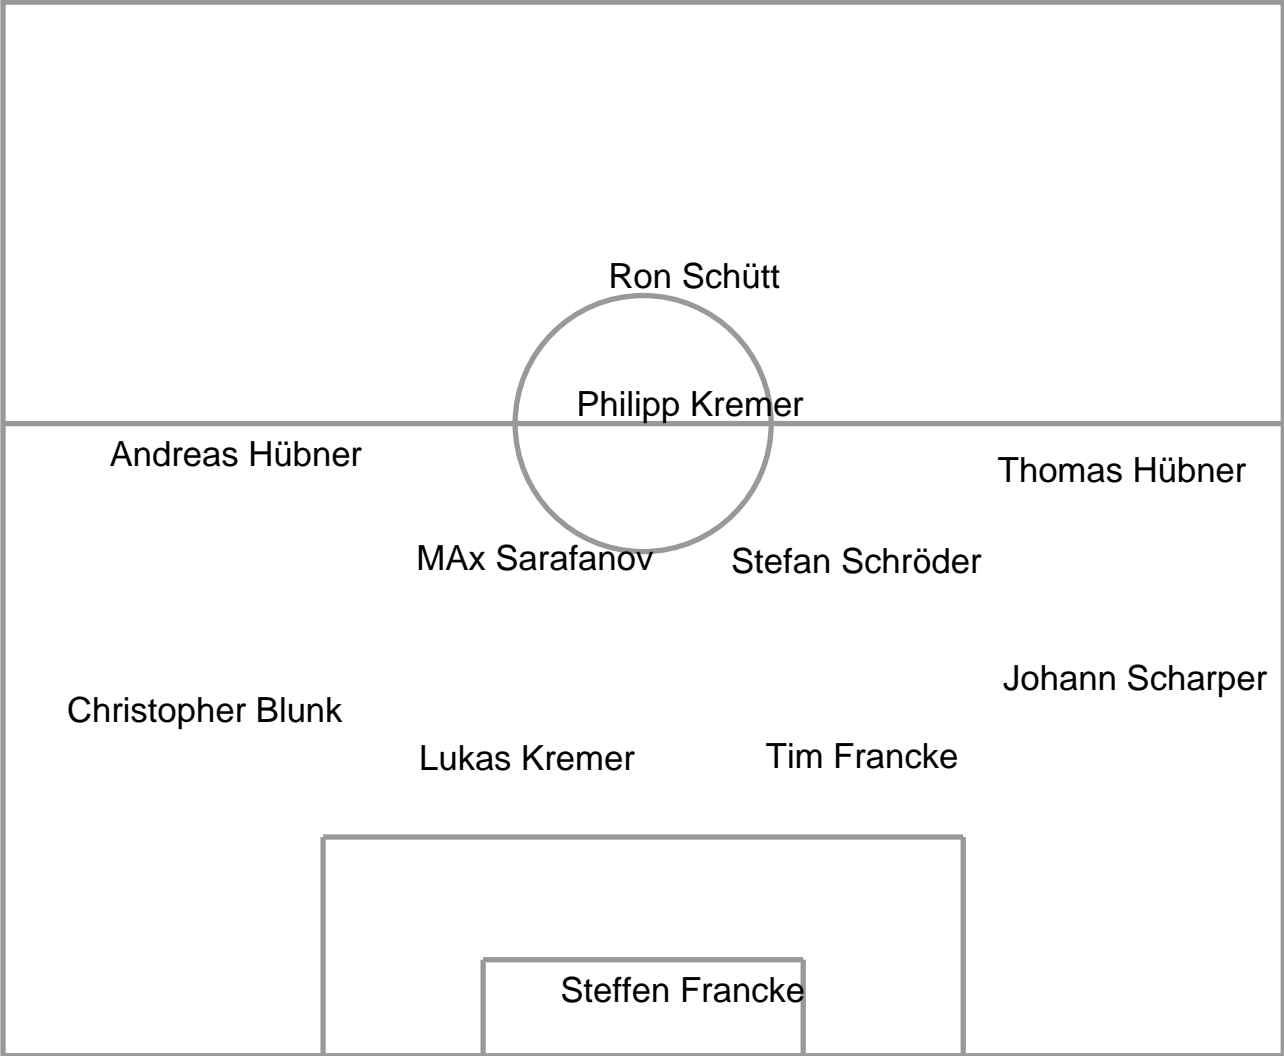 Ron Schütt
Philipp Kremer
Andreas Hübner
Thomas Hübner
MAx Sarafanov
Stefan Schröder
Johann Scharper
Christopher Blunk
Lukas Kremer
Tim Francke
Steffen Francke